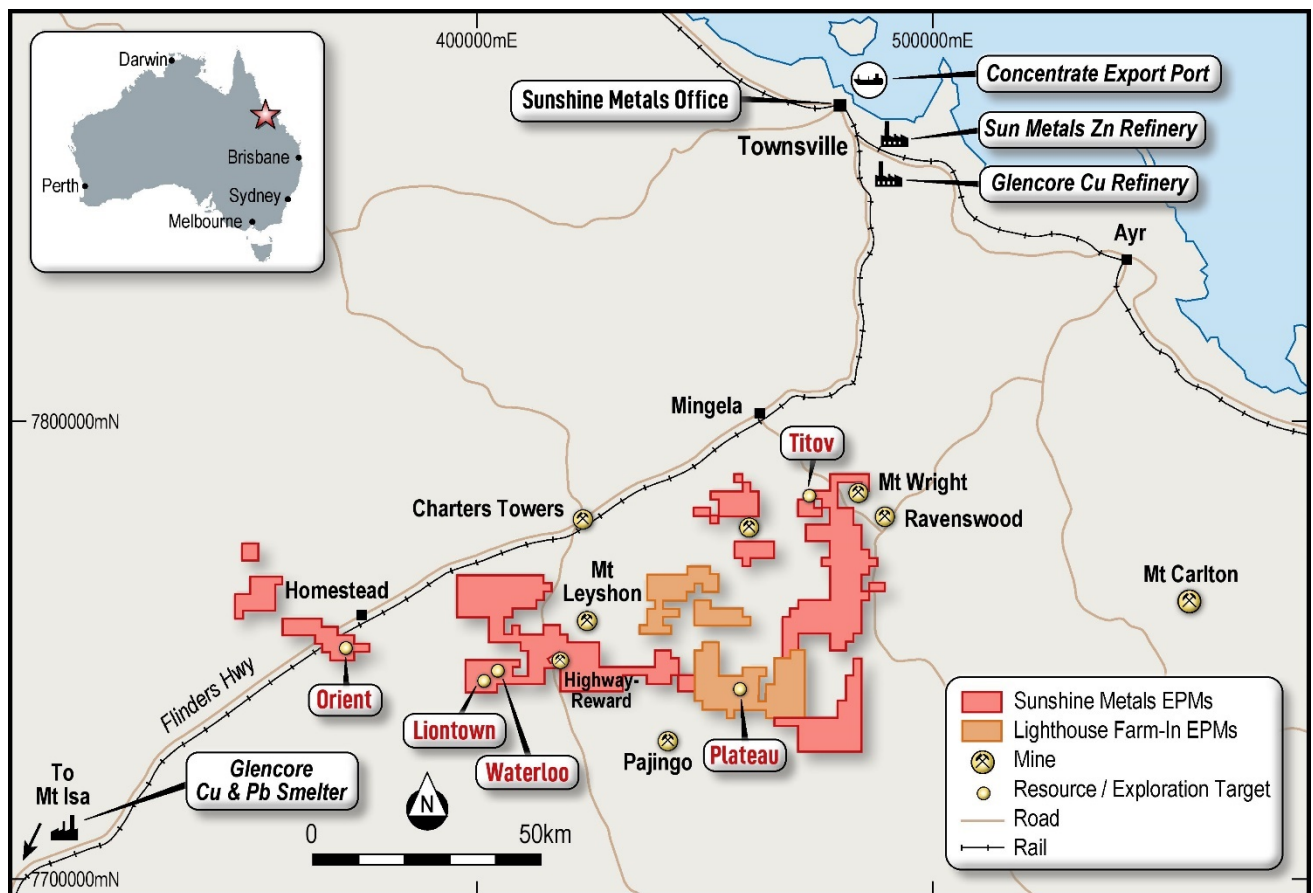 400000mE
500000mE
Darwin
Brisbane
Perth
Sydney
Melbourne
Concentrate Export Port
Sunshine Metals Office
Sun Metals Zn Refinery
Townsville
Glencore Cu Refinery
Ayr
7800000mN
Mingela
Titov
Mt Wright
Charters Towers
Ravenswood
Mt Carlton
Homestead
Mt
Leyshon
Flinders Hwy
Orient
Highway-
Reward
Liontown
Waterloo
Pajingo
Plateau
To
Mt Isa
Glencore
Cu & Pb Smelter
N
0
50km
Sunshine Metals EPMs
Lighthouse Farm-In EPMs
Mine
Resource / Exploration Target
Road
Rail
7700000mN